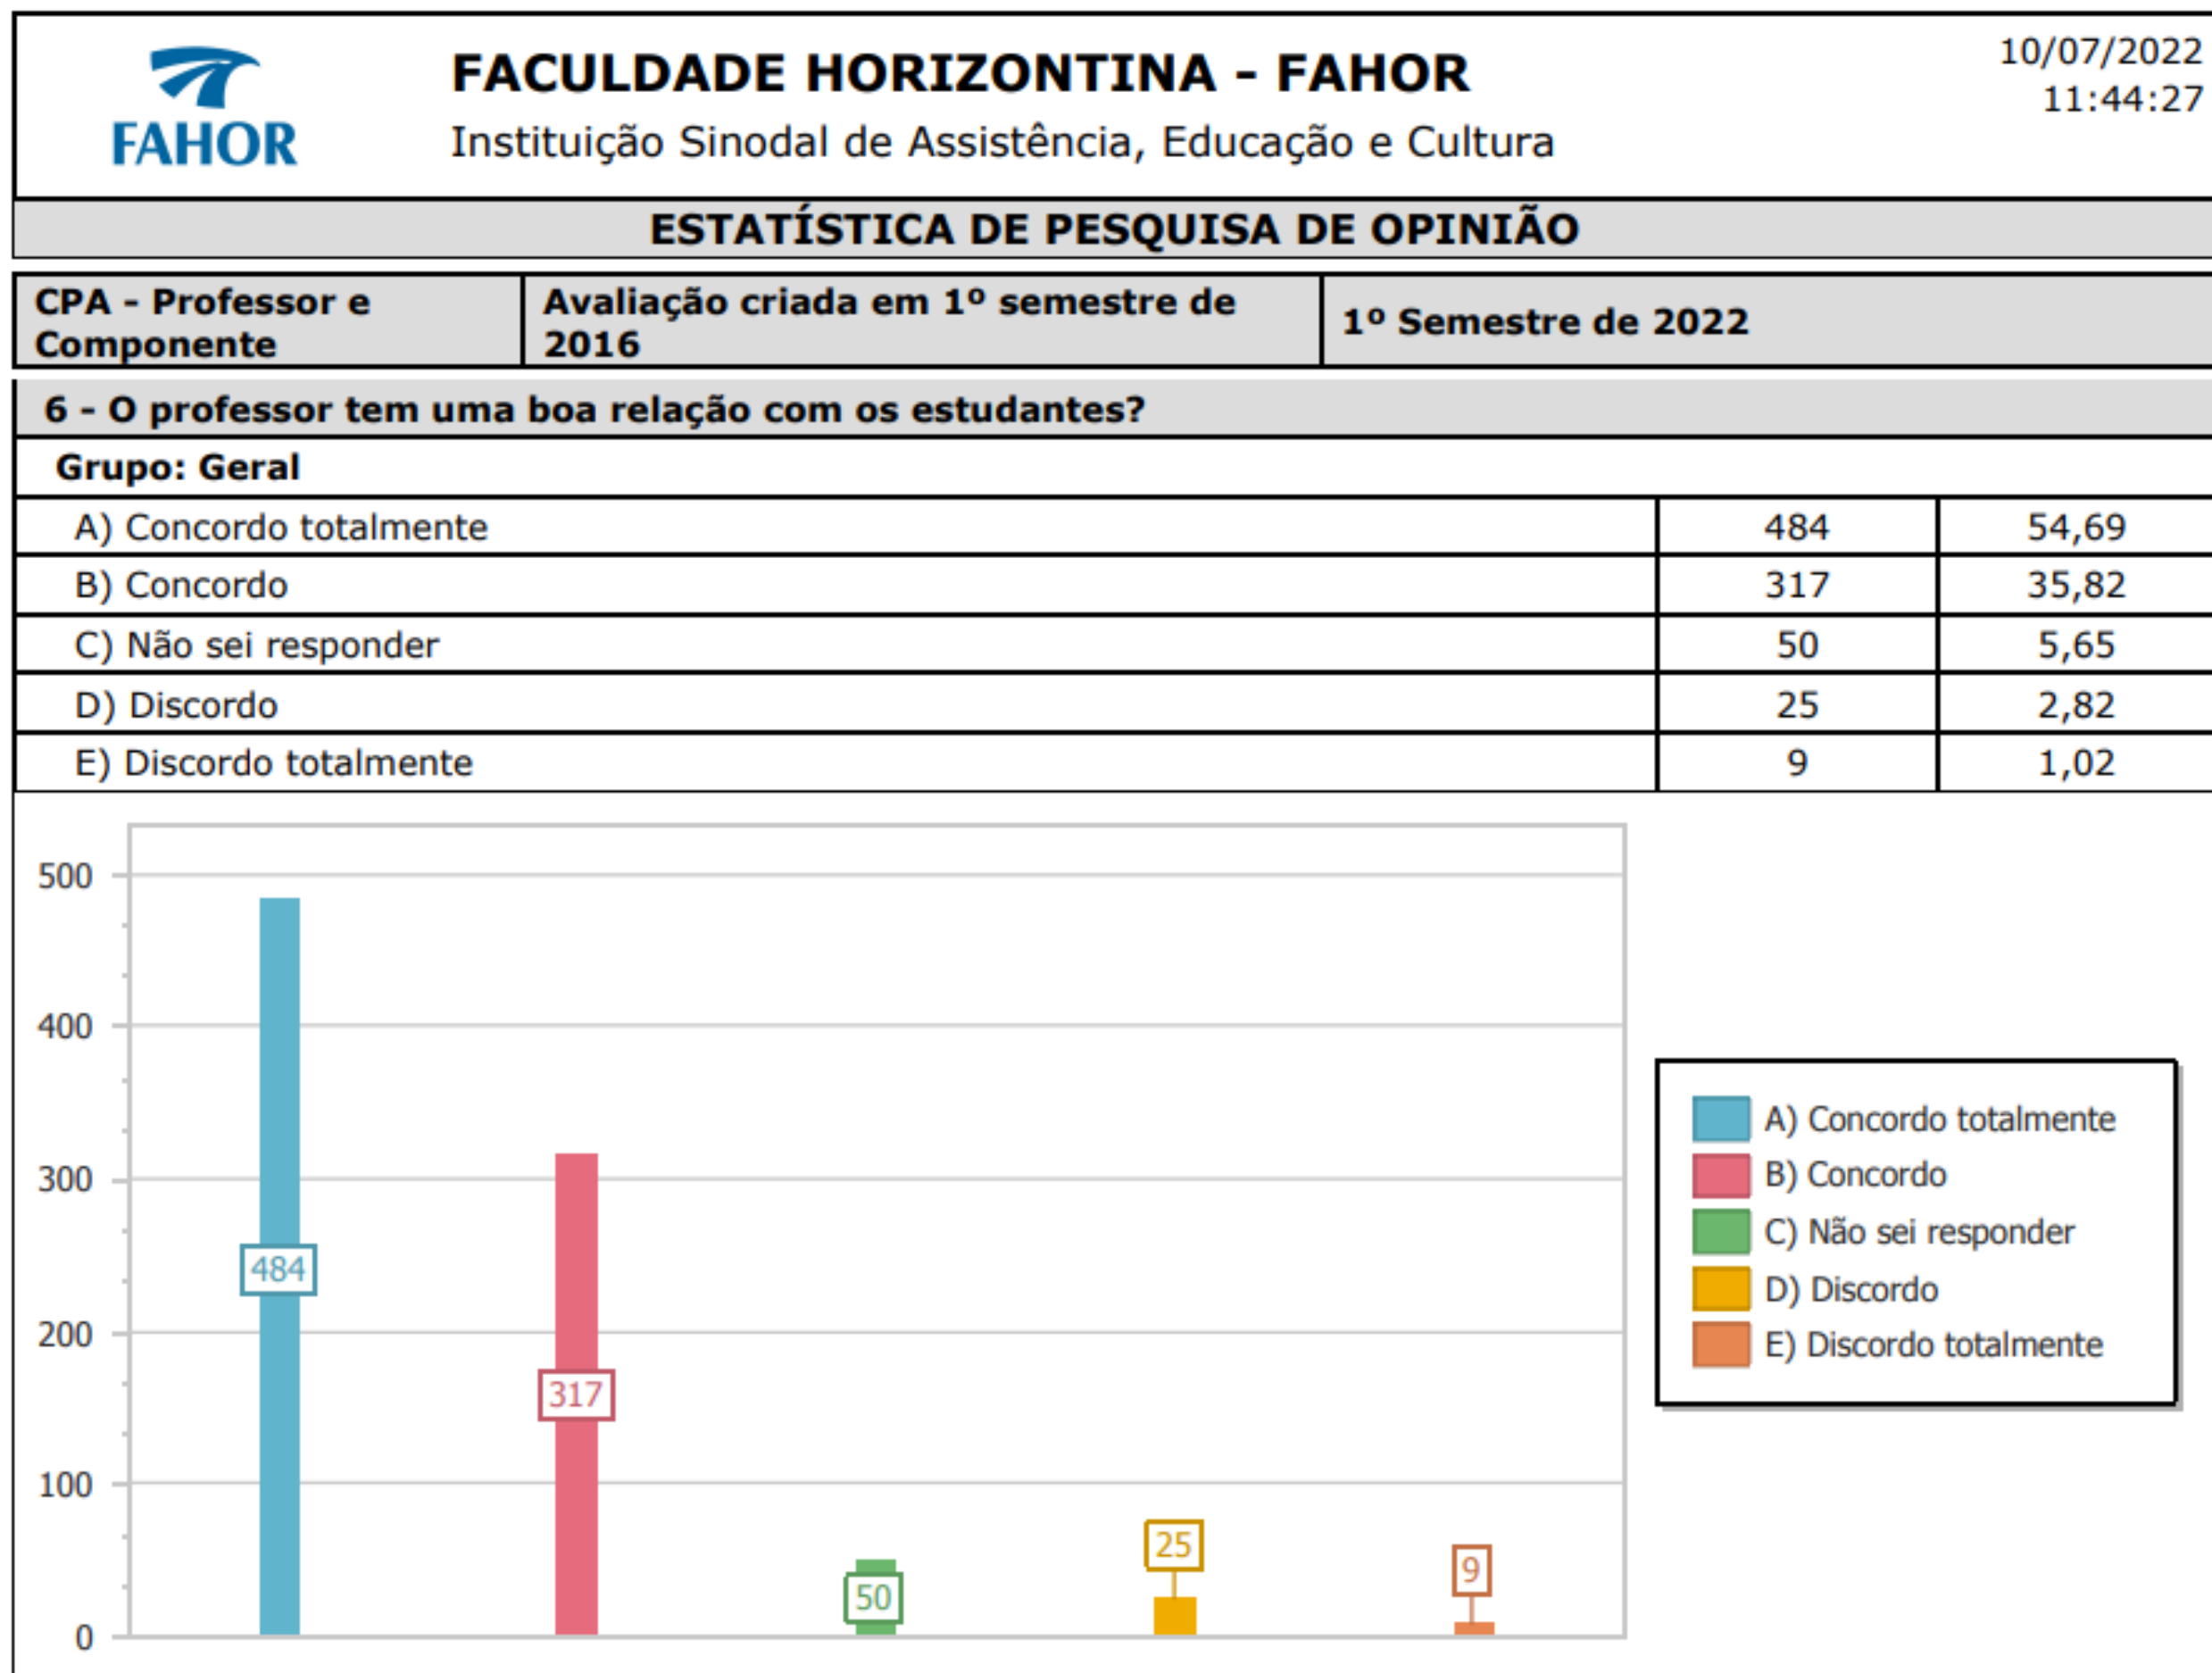 FAHOR
FACULDADE HORIZONTINA - FAHOR
Instituição Sinodal de Assistência, Educação e Cultura
10/07/2022
11:44:27
ESTATÍSTICA DE PESQUISA DE OPINIÃO
CPA - Professor e
Componente
Avaliação criada em 1º semestre de
2016
1º Semestre de 2022
6 - O professor tem uma boa relação com os estudantes?
Grupo: Geral
A) Concordo totalmente 484 54,69
B) Concordo 317 35,82
C) Não sei responder 50 5,65
D) Discordo 25 2,82
E) Discordo totalmente 9 1,02
500
400
300
200
100
0
484
317
50
25
9
A) Concordo totalmente
B) Concordo
C) Não sei responder
D) Discordo
E) Discordo totalmente